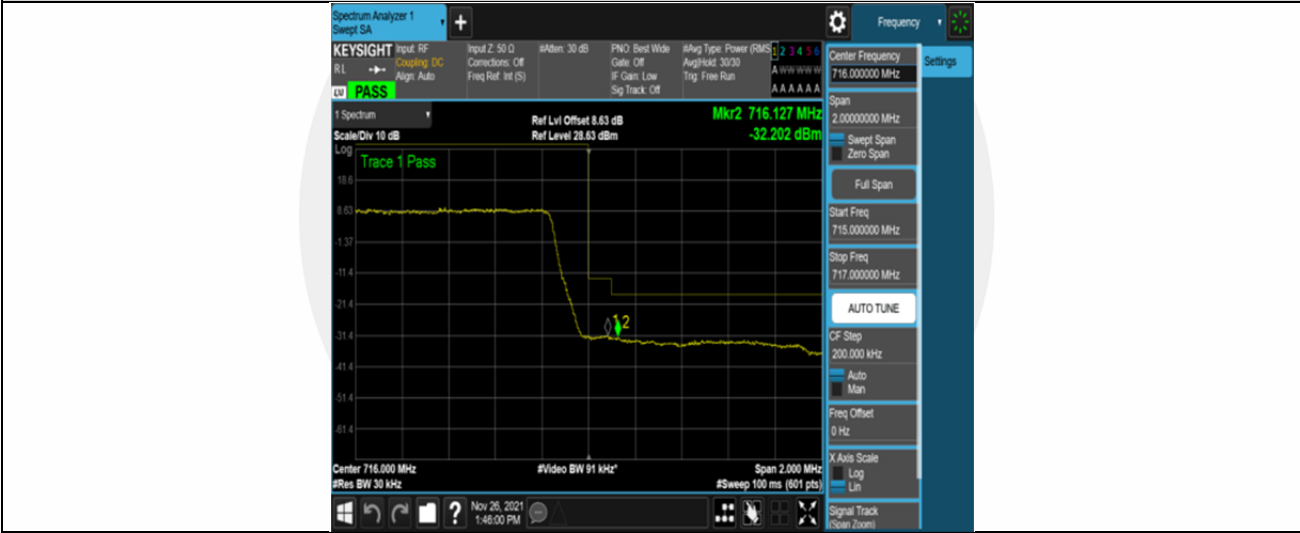 Spectrum Analyzer 1
Swept SA
+
Frequency
KEYSIGHT
RL
LV PASS
Input: RF
Coupling: DC
Align: Auto
Input Z: 50 Ω
Corrections: Off
Freq Ref: Int (S)
#Atten: 30 dB
PNO: Best Wide
Gate: Off
IF Gain: Low
Sig Track: Off
#Avg Type: Power (RMS
Avg|Hold: 30/30
Trig: Free Run
1 2 3 4 5 6
A W W W W W
A A A A A A
1 Spectrum
Scale/Div 10 dB
Ref Lvl Offset 8.63 dB
Ref Level 28.63 dBm
Mkr2 716.127 MHz
-32.202 dBm
Log
Trace 1 Pass
18.6
8.63
-1.37
-11.4
-21.4
-31.4
-41.4
-51.4
-61.4
1 2
Center 716.000 MHz
#Res BW 30 kHz
#Video BW 91 kHz*
Span 2.000 MHz
#Sweep 100 ms (601 pts)
?
Nov 26, 2021
1:46:00 PM
Center Frequency
716.000000 MHz
Settings
Span
2.00000000 MHz
Swept Span
Zero Span
Full Span
Start Freq
715.000000 MHz
Stop Freq
717.000000 MHz
AUTO TUNE
CF Step
200.000 kHz
Auto
Man
Freq Offset
0 Hz
X Axis Scale
Log
Lin
Signal Track
(Span Zoom)